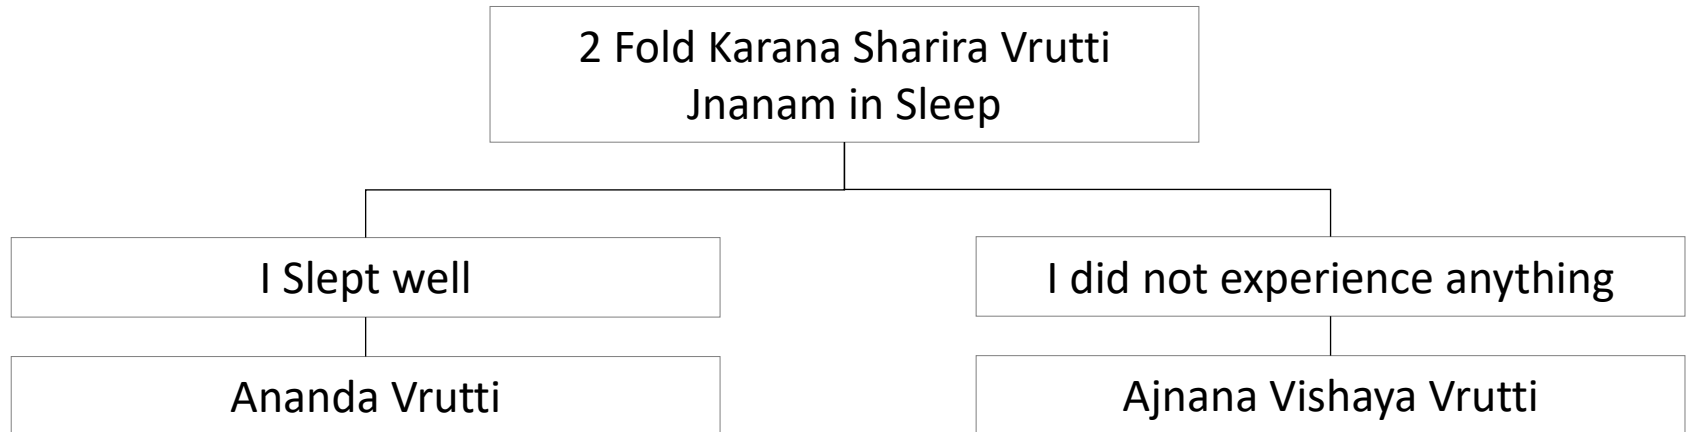 2 Fold Karana Sharira Vrutti
Jnanam in Sleep
I Slept well
I did not experience anything
Ananda Vrutti
Ajnana Vishaya Vrutti